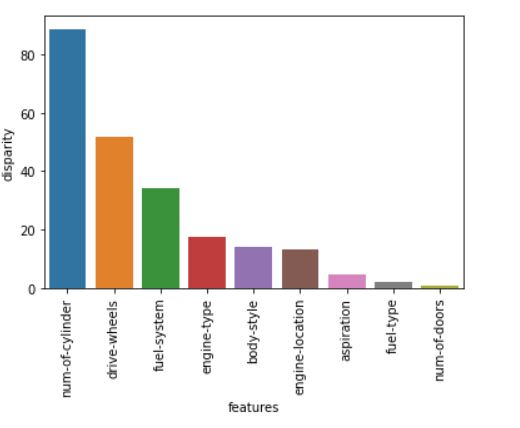 disparity
80
60
40
20
0
num-of-cylinder
drive-wheels
fuel-system
engine-type
body-style
engine-location
aspiration
fuel-type
num-of-doors
features